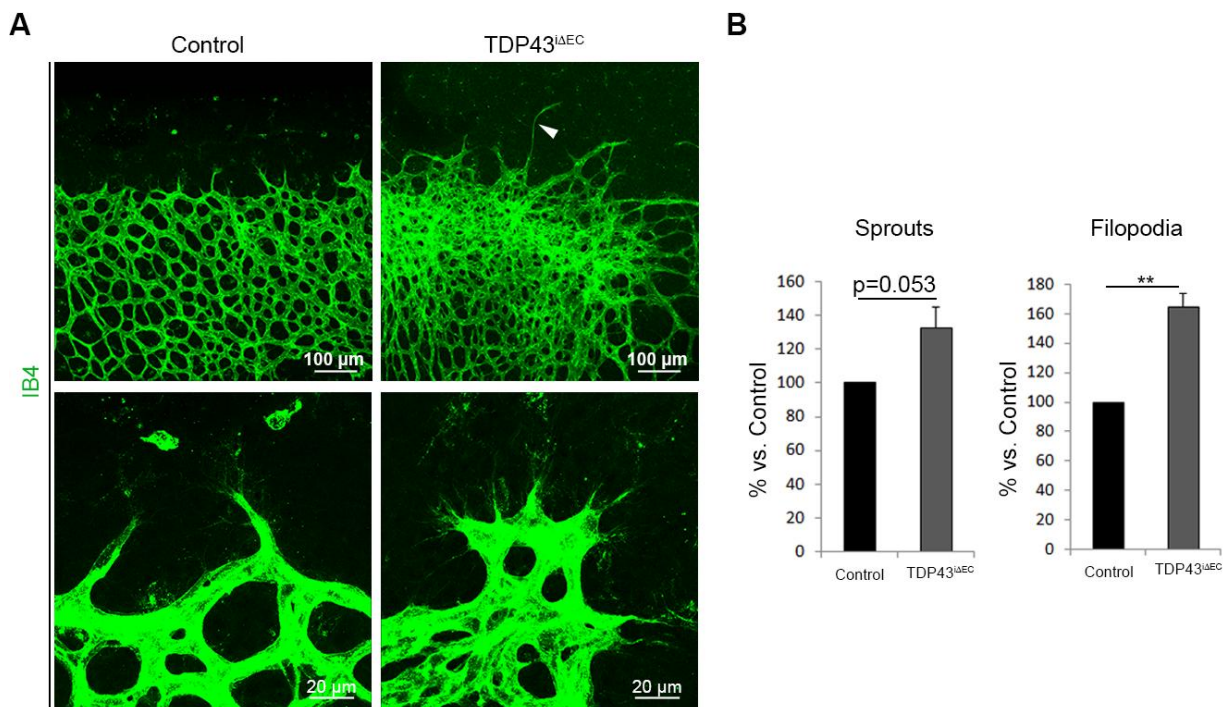 A
Control
TDP43iΔEC
IB4
100 µm
100 µm
20 µm
20 µm
B
Sprouts
% vs. Control
160
140
120
100
80
60
40
20
0
p=0.053
Control
TDP43iΔEC
Filopodia
% vs. Control
180
160
140
120
100
80
60
40
20
0
**
Control
TDP43iΔEC